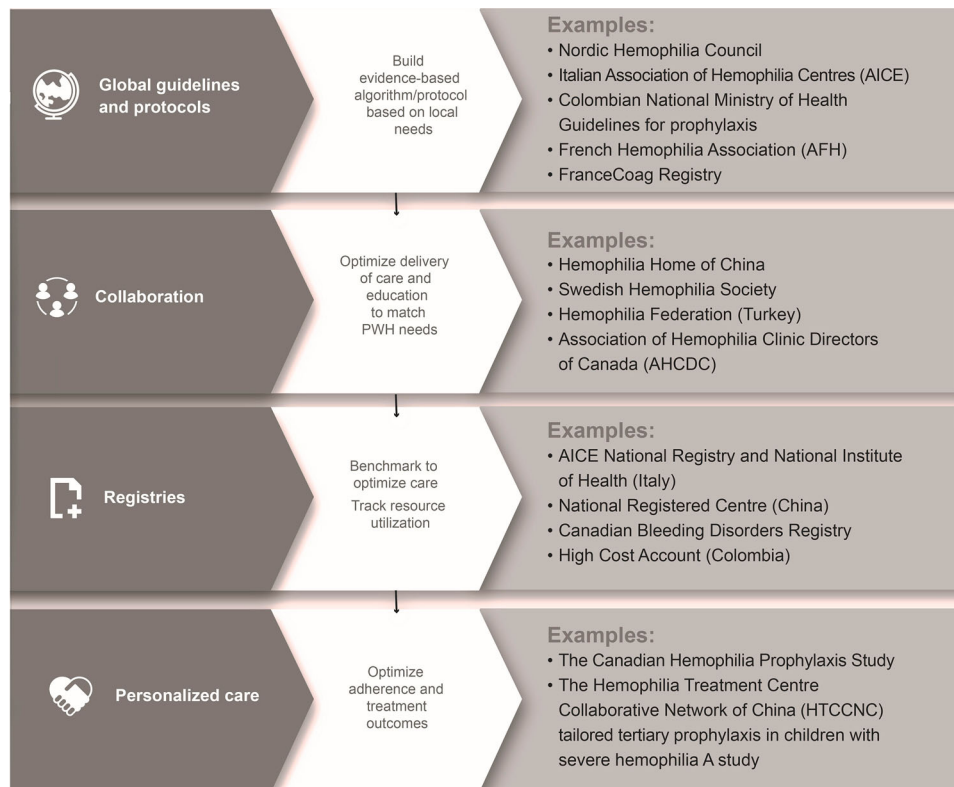 Global guidelines
and protocols
Build
evidence-based
algorithm/protocol
based on local
needs
Examples:
• Nordic Hemophilia Council
• Italian Association of Hemophilia Centres (AICE)
• Colombian National Ministry of Health
Guidelines for prophylaxis
• French Hemophilia Association (AFH)
• FranceCoag Registry
Collaboration
Optimize delivery
of care and
education
to match
PWH needs
Examples:
• Hemophilia Home of China
• Swedish Hemophilia Society
• Hemophilia Federation (Turkey)
• Association of Hemophilia Clinic Directors
of Canada (AHCDC)
Registries
Benchmark to
optimize care
Track resource
utilization
Examples:
• AICE National Registry and National Institute
of Health (Italy)
• National Registered Centre (China)
• Canadian Bleeding Disorders Registry
• High Cost Account (Colombia)
Personalized care
Optimize
adherence and
treatment
outcomes
Examples:
• The Canadian Hemophilia Prophylaxis Study
• The Hemophilia Treatment Centre
Collaborative Network of China (HTCCNC)
tailored tertiary prophylaxis in children with
severe hemophilia A study